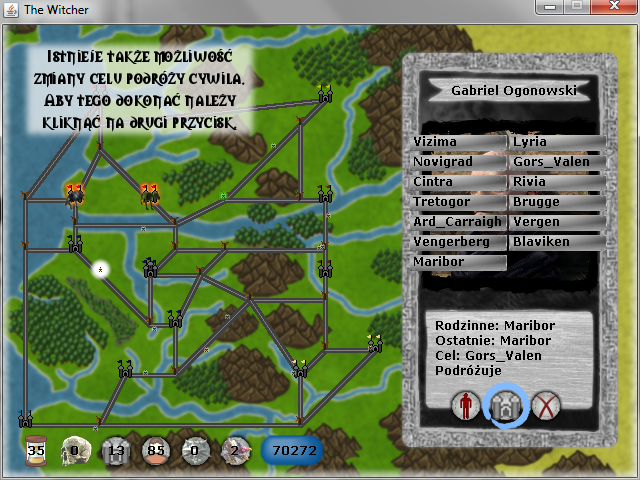 The Witcher
Istnieje także możliwość
zmiany celu podróży cywila.
Aby tego dokonać należy
kliknąć na drugi przycisk.
Gabriel Ogonowski
Vizima Lyria
Novigrad Gors_Valen
Cintra Rivia
Tretogor Brugge
Ard_Carraigh Vergen
Vengerberg Blaviken
Maribor
Rodzinne: Maribor
Ostatnie: Maribor
Cel: Gors_Valen
Podróżuje
35 0 13 85 0 2 70272